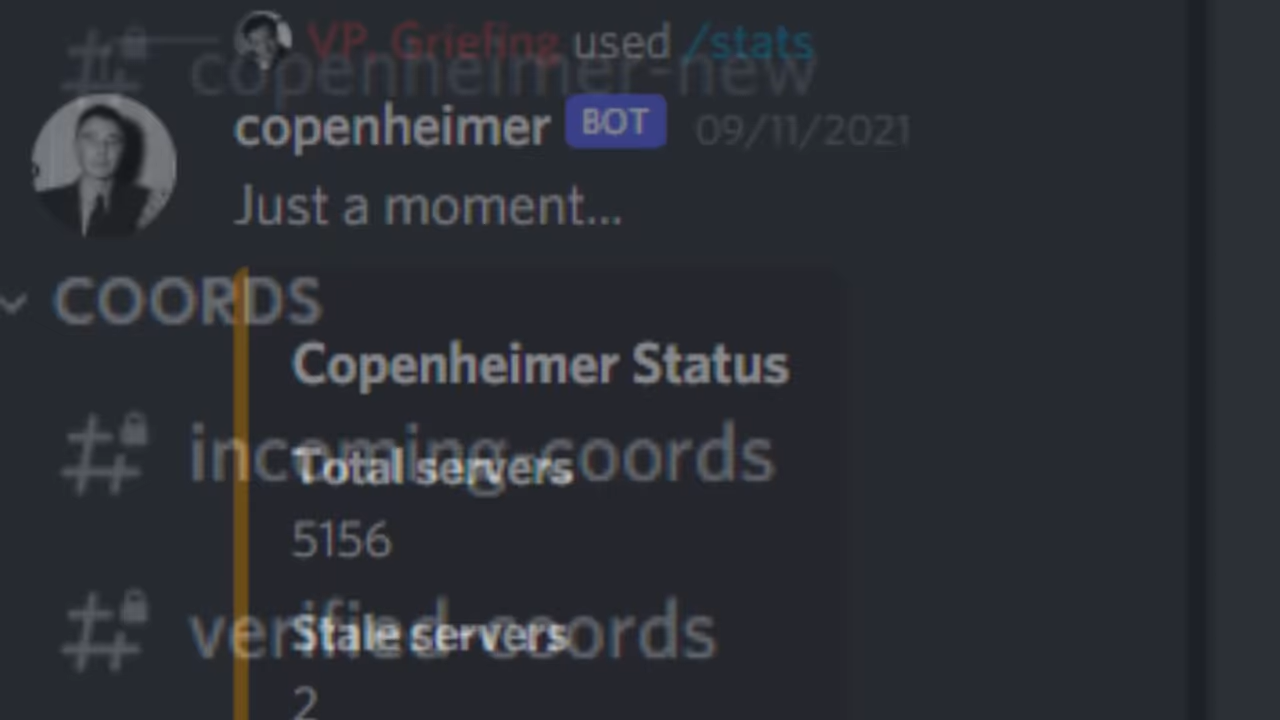 VP, Griefing used /stats
copenheimer-new
copenheimer BOT 09/11/2021
Just a moment...
COORDS
Copenheimer Status
incoming-coords
Total servers
5156
verified-coords
Stale servers
2